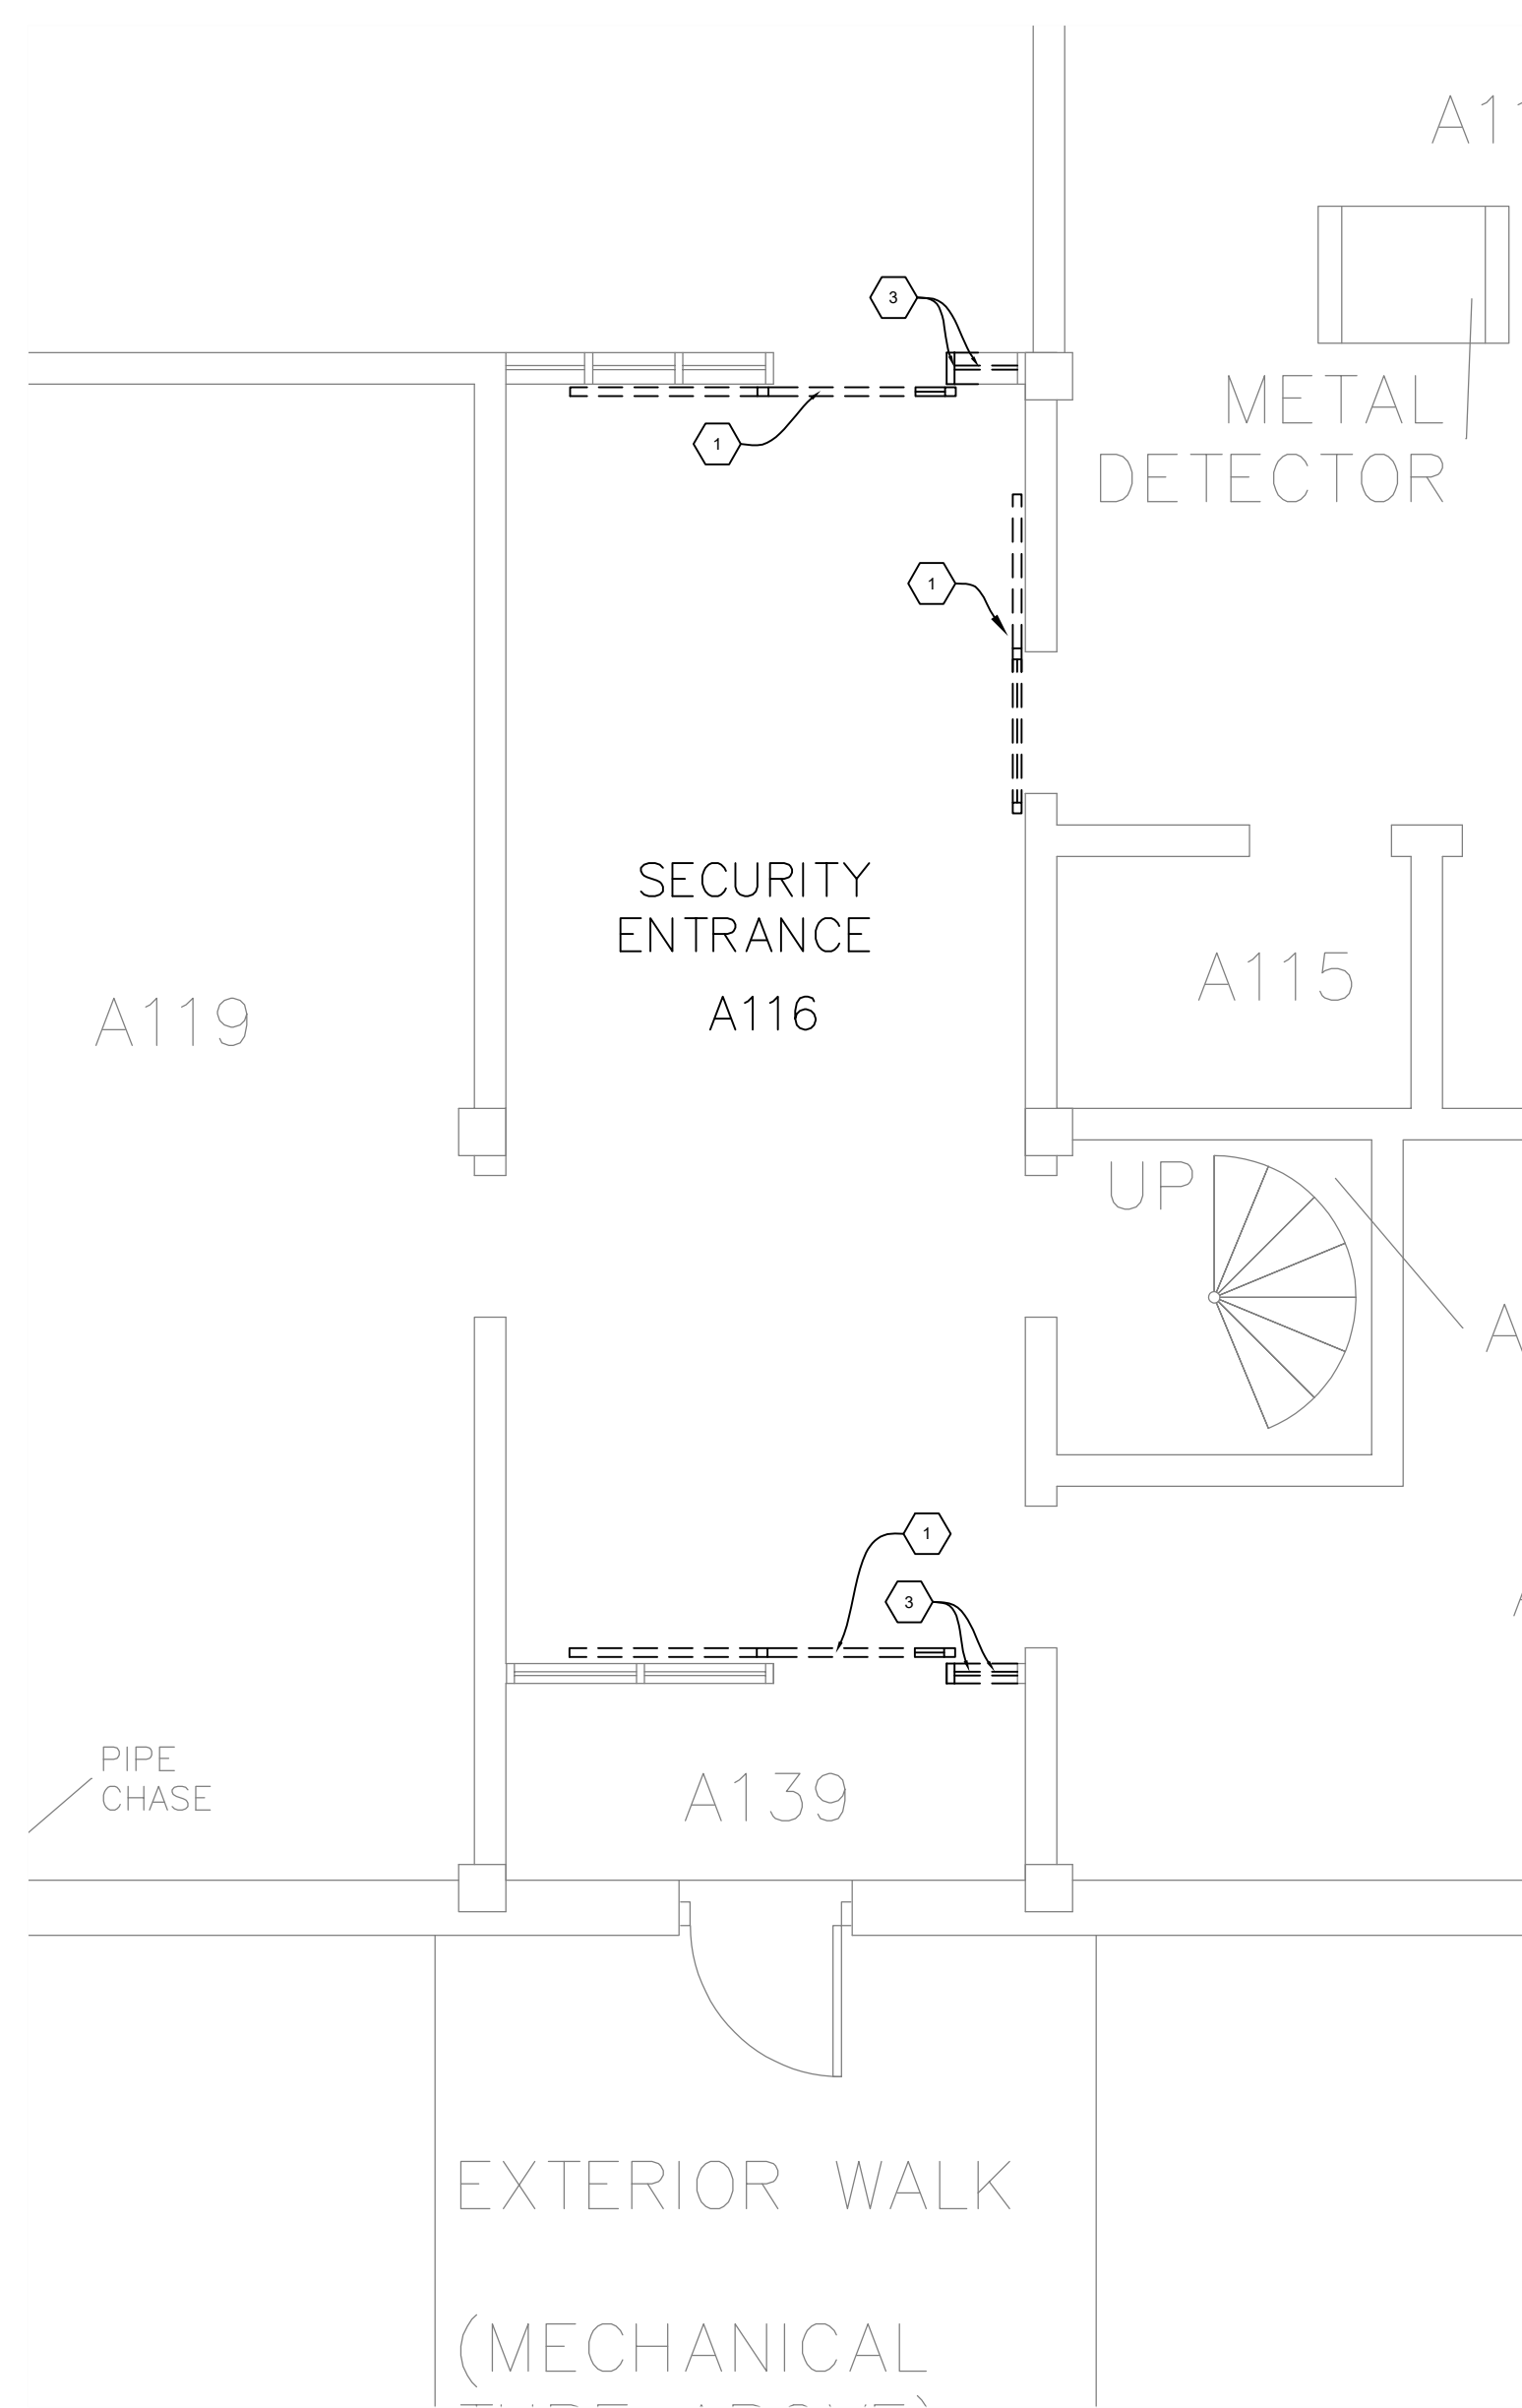 A11
3
METAL
DETECTOR
1
1
SECURITY
ENTRANCE
A116
A115
A119
UP
A
1
3
PIPE
CHASE
A139
EXTERIOR WALK
(MECHANICAL